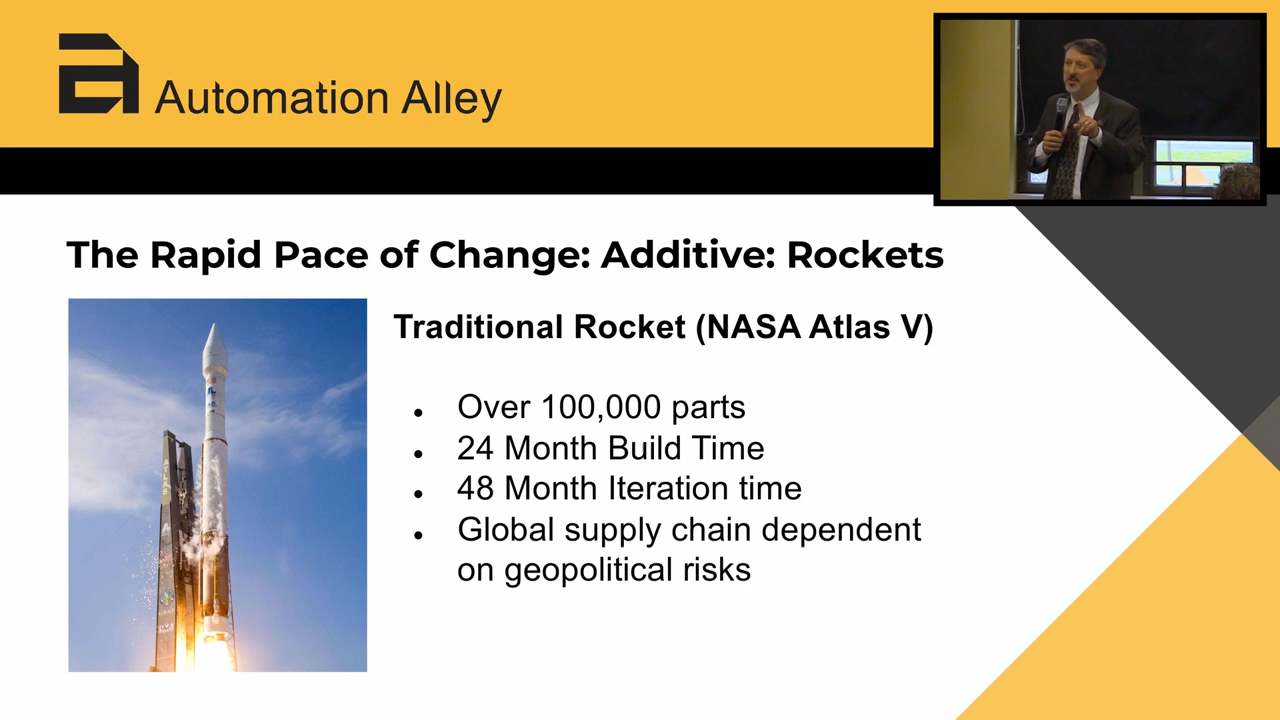 Automation Alley
The Rapid Pace of Change: Additive: Rockets
Traditional Rocket (NASA Atlas V)
Over 100,000 parts
24 Month Build Time
48 Month Iteration time
Global supply chain dependent
on geopolitical risks
ATLAS